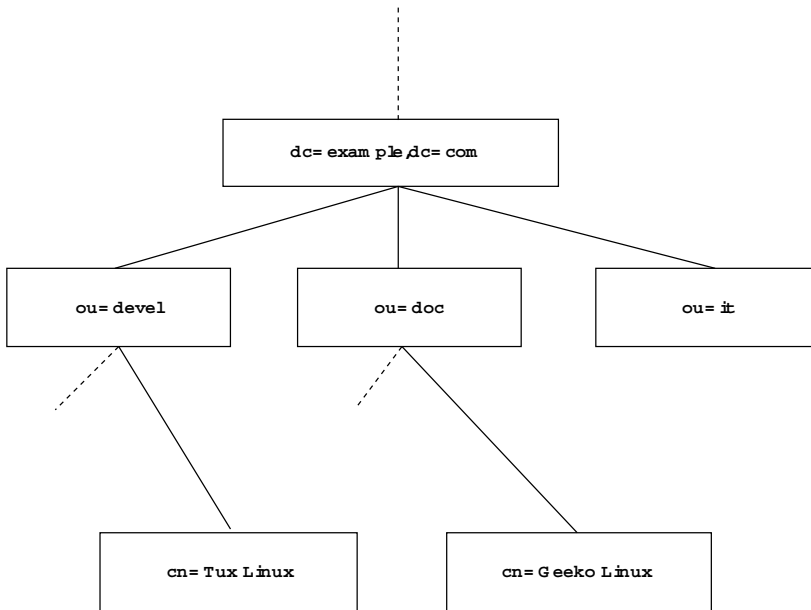 dc=example,dc=com
ou=devel
ou=doc
ou=it
cn=Tux Linux
cn=Geeko Linux